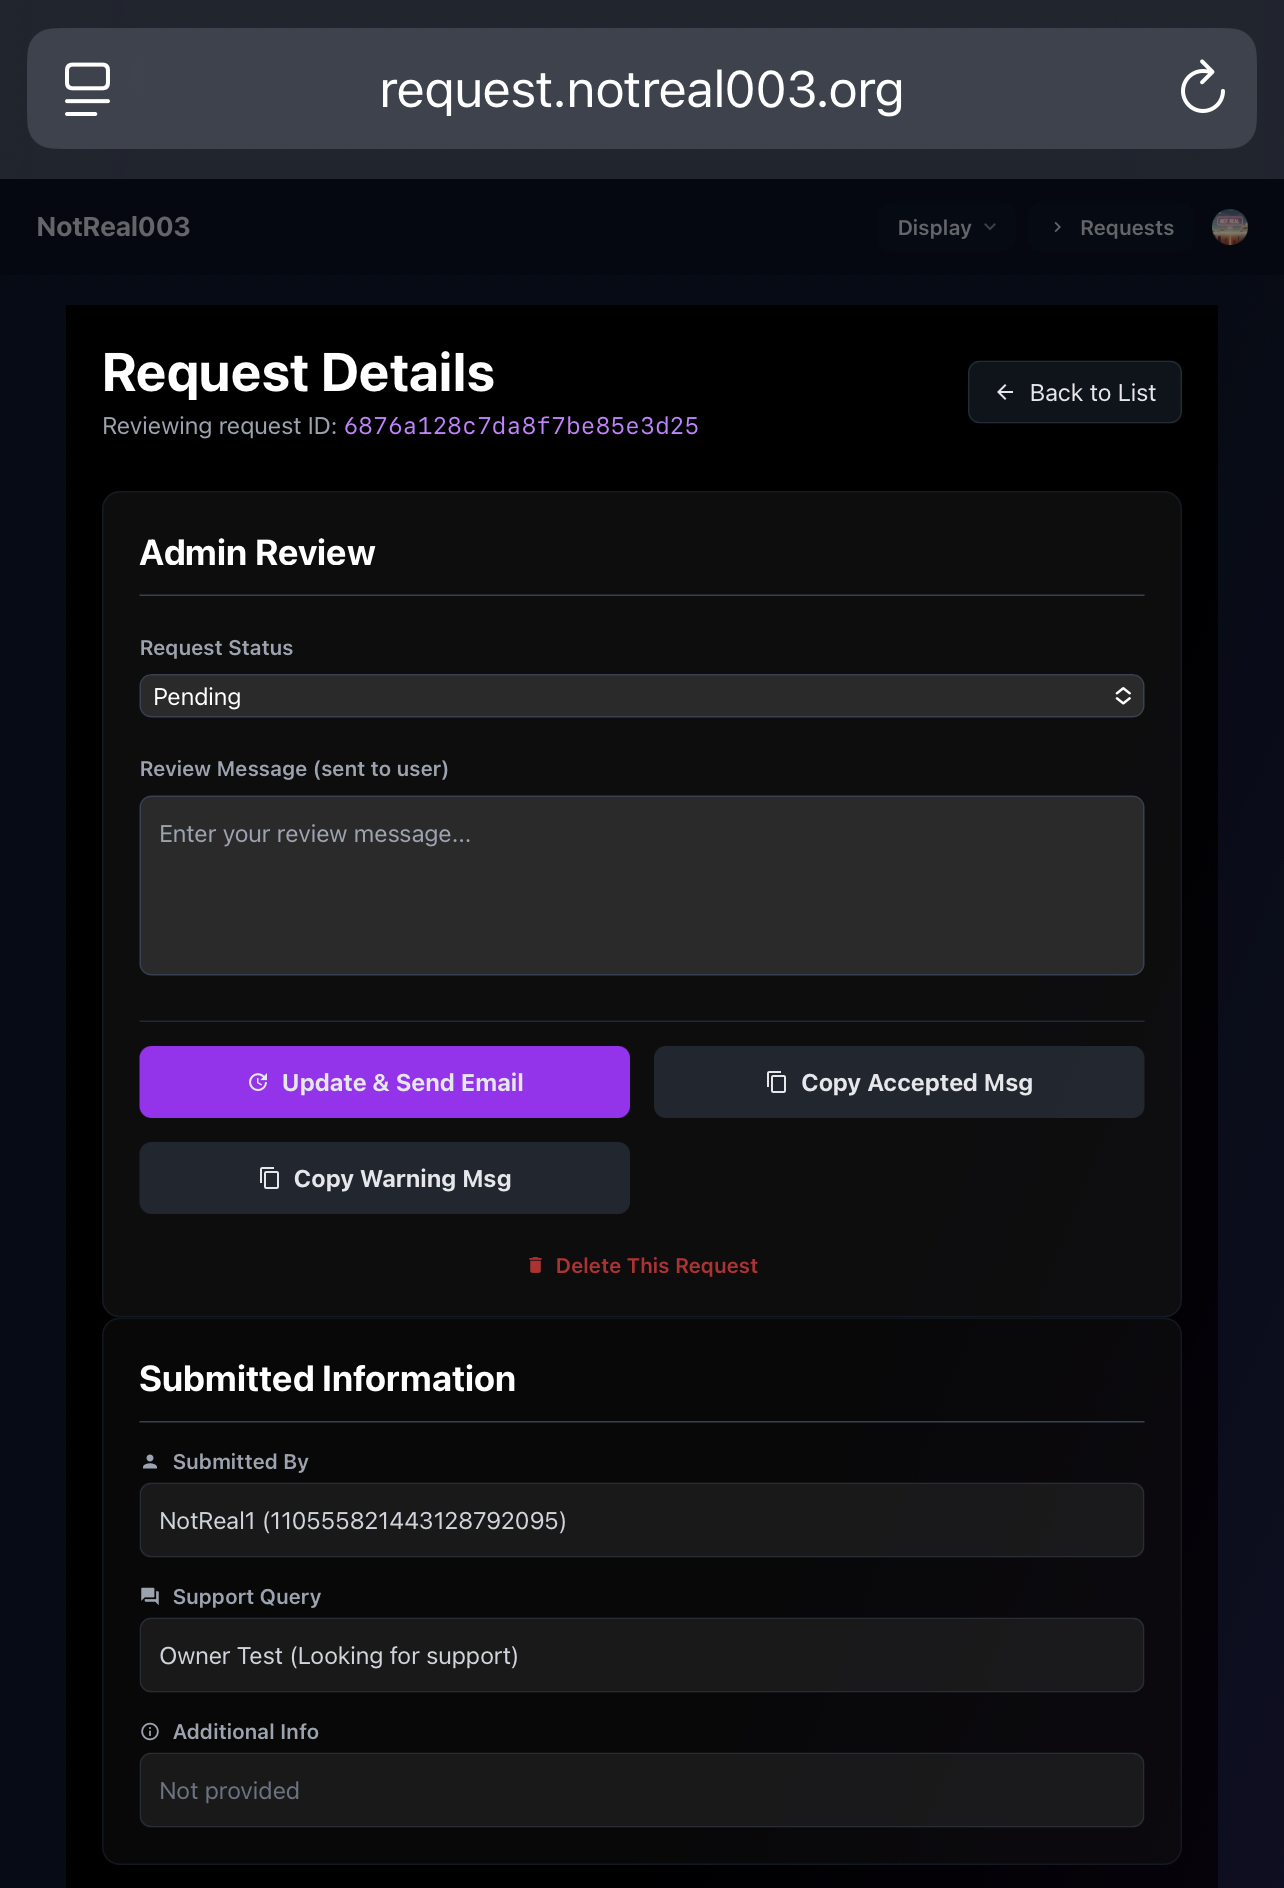 request.notreal003.org
NotReal003
Display
Requests
Request Details
Reviewing request ID: 6876a128c7da8f7be85e3d25
Back to List
Admin Review
Request Status
Pending
Review Message (sent to user)
Enter your review message...
Update & Send Email
Copy Accepted Msg
Copy Warning Msg
Delete This Request
Submitted Information
Submitted By
NotReal1 (110555821443128792095)
Support Query
Owner Test (Looking for support)
Additional Info
Not provided